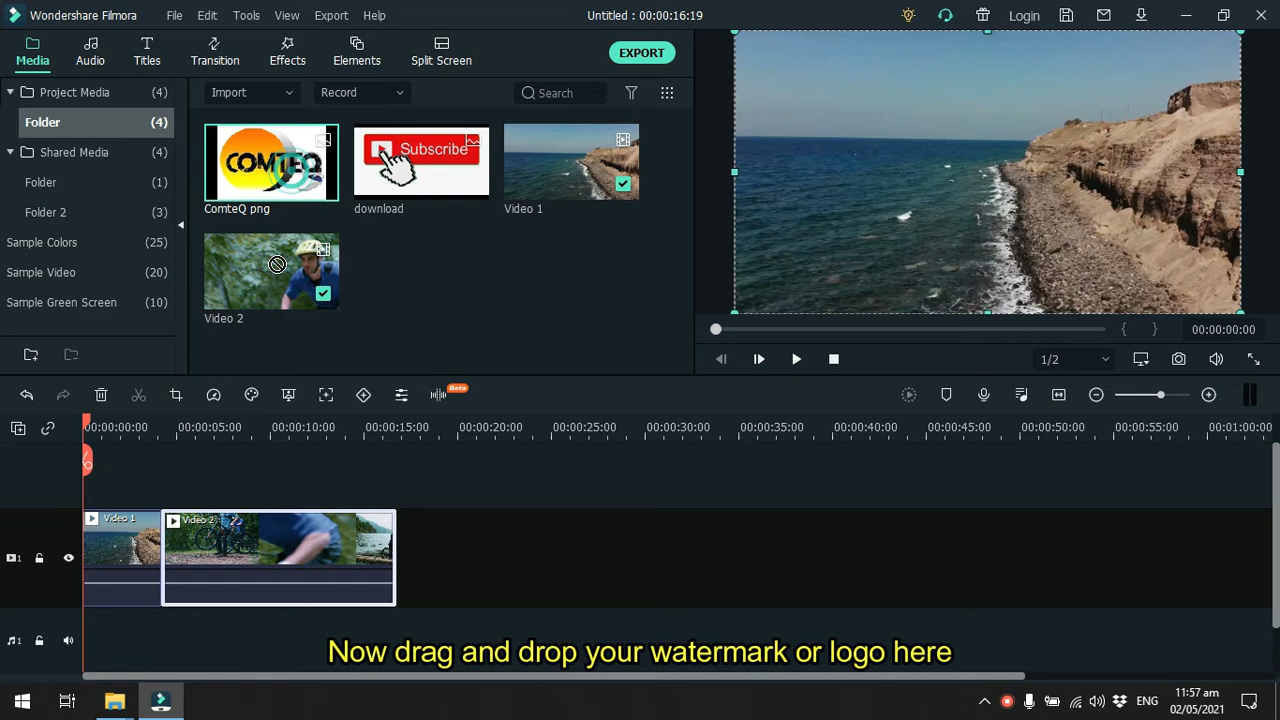 Wondershare Filmora
File
Edit
Tools
View
Export
Help
Untitled : 00:00:16:19
Login
Media
Audio
Titles
Transition
Effects
Elements
Split Screen
EXPORT
Project Media (4)
Folder (4)
Shared Media (4)
Folder (1)
Folder 2 (3)
Sample Colors (25)
Sample Video (20)
Sample Green Screen (10)
Import
Record
Search
COMTEQ
Subscribe
ComteQ png
download
Video 1
Video 2
00:00:00:00
1/2
Beta
00:00:00:00
00:00:05:00
00:00:10:00
00:00:15:00
00:00:20:00
00:00:25:00
00:00:30:00
00:00:35:00
00:00:40:00
00:00:45:00
00:00:50:00
00:00:55:00
00:01:00:00
Video 1
Video 2
1
1
Now drag and drop your watermark or logo here
ENG
11:57 am
02/05/2021